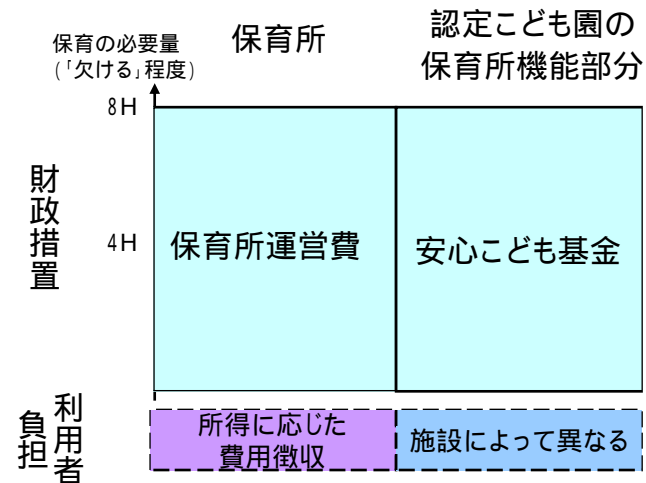 保育の必要量
(「欠ける」程度)
保育所
認定こども園の
保育所機能部分
8H
財政措置
4H
保育所運営費
安心こども基金
利用者
負担
所得に応じた
費用徴収
施設によって異なる